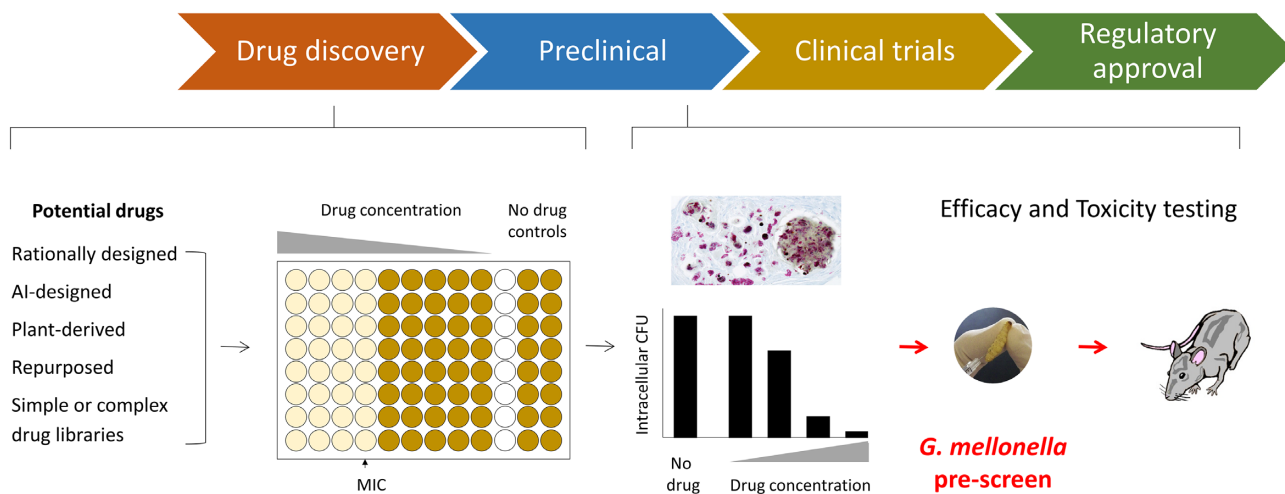 Drug discovery
Preclinical
Clinical trials
Regulatory
approval
Potential drugs
Rationally designed
AI-designed
Plant-derived
Repurposed
Simple or complex
drug libraries
Drug concentration
No drug
controls
MIC
Intracellular CFU
No
drug
Drug concentration
Efficacy and Toxicity testing
G. mellonella
pre-screen